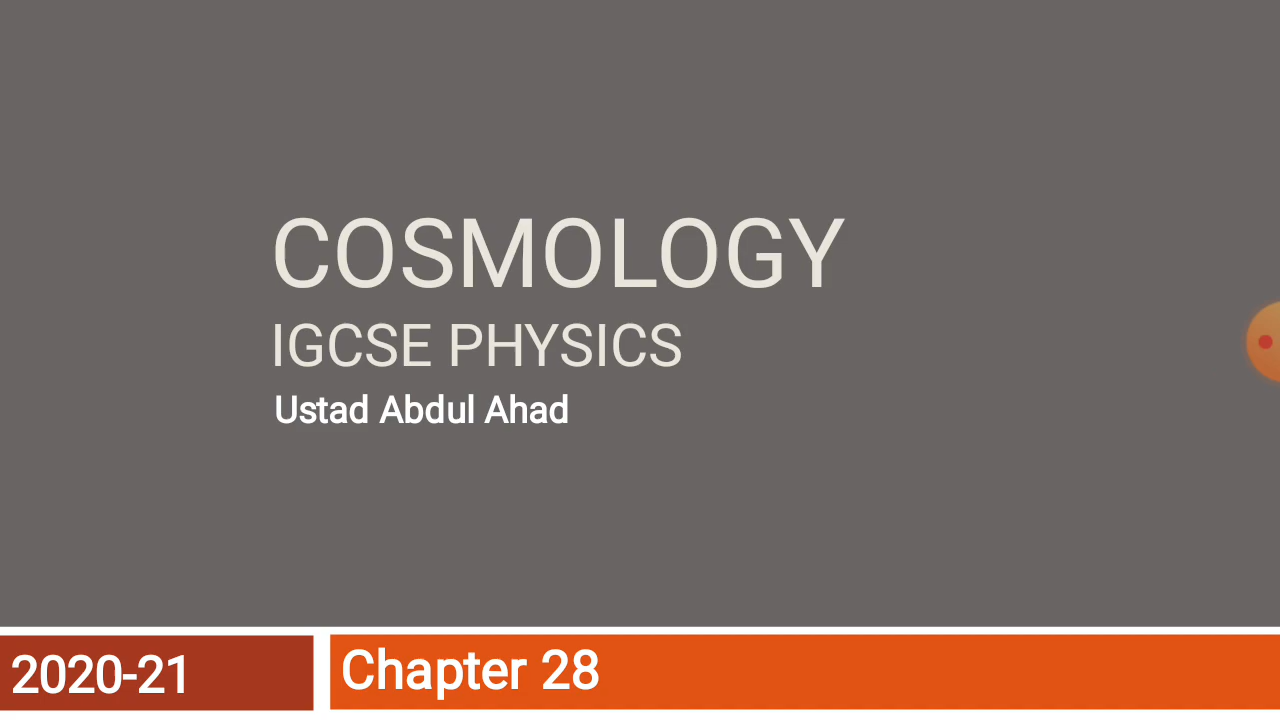 COSMOLOGY
IGCSE PHYSICS
Ustad Abdul Ahad
2020-21
Chapter 28